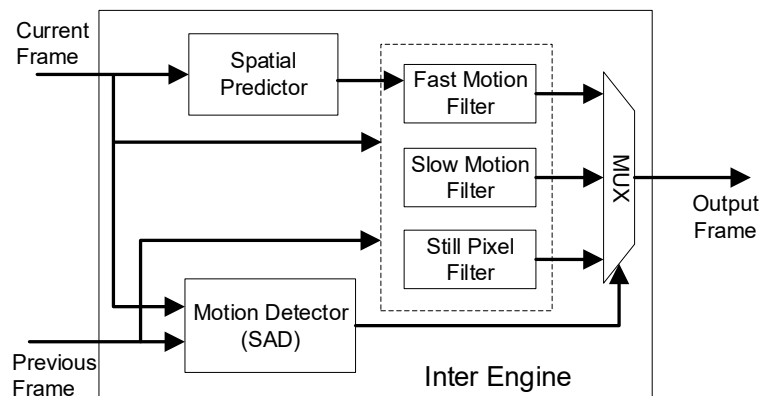 Current
Frame
Spatial
Predictor
Fast Motion
Filter
Slow Motion
Filter
Still Pixel
Filter
MUX
Output
Frame
Motion Detector
(SAD)
Previous
Frame
Inter Engine